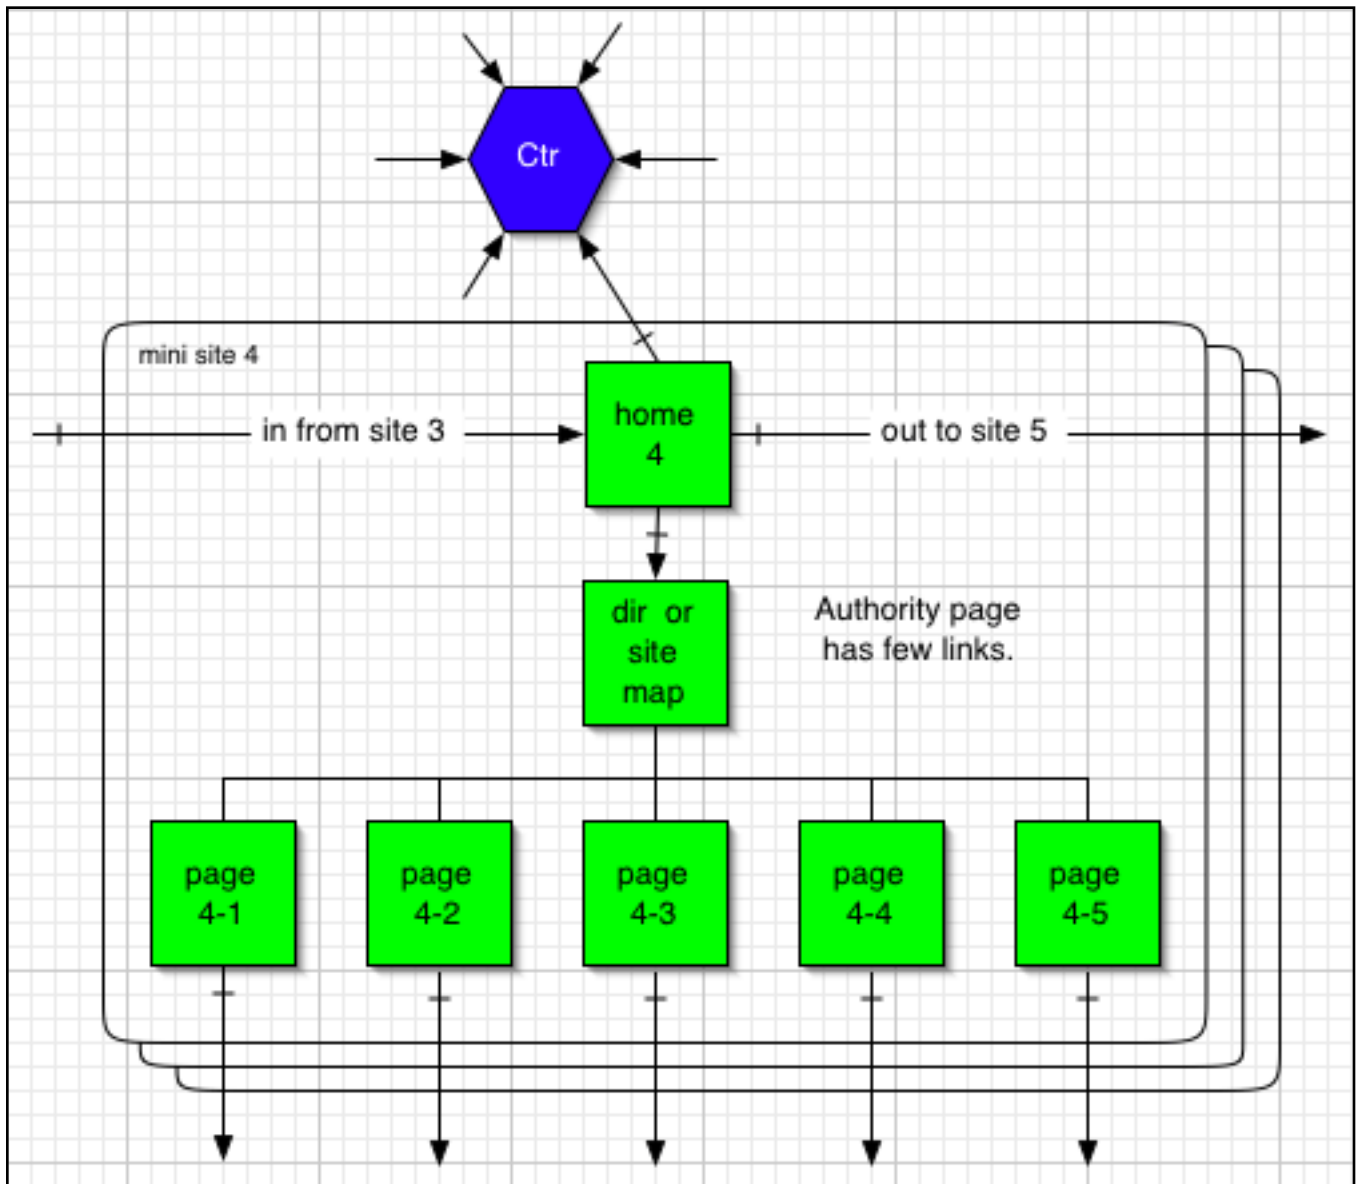 Ctr
mini site 4
in from site 3
home
4
out to site 5
dir or
site
map
Authority page
has few links.
page
4-1
page
4-2
page
4-3
page
4-4
page
4-5